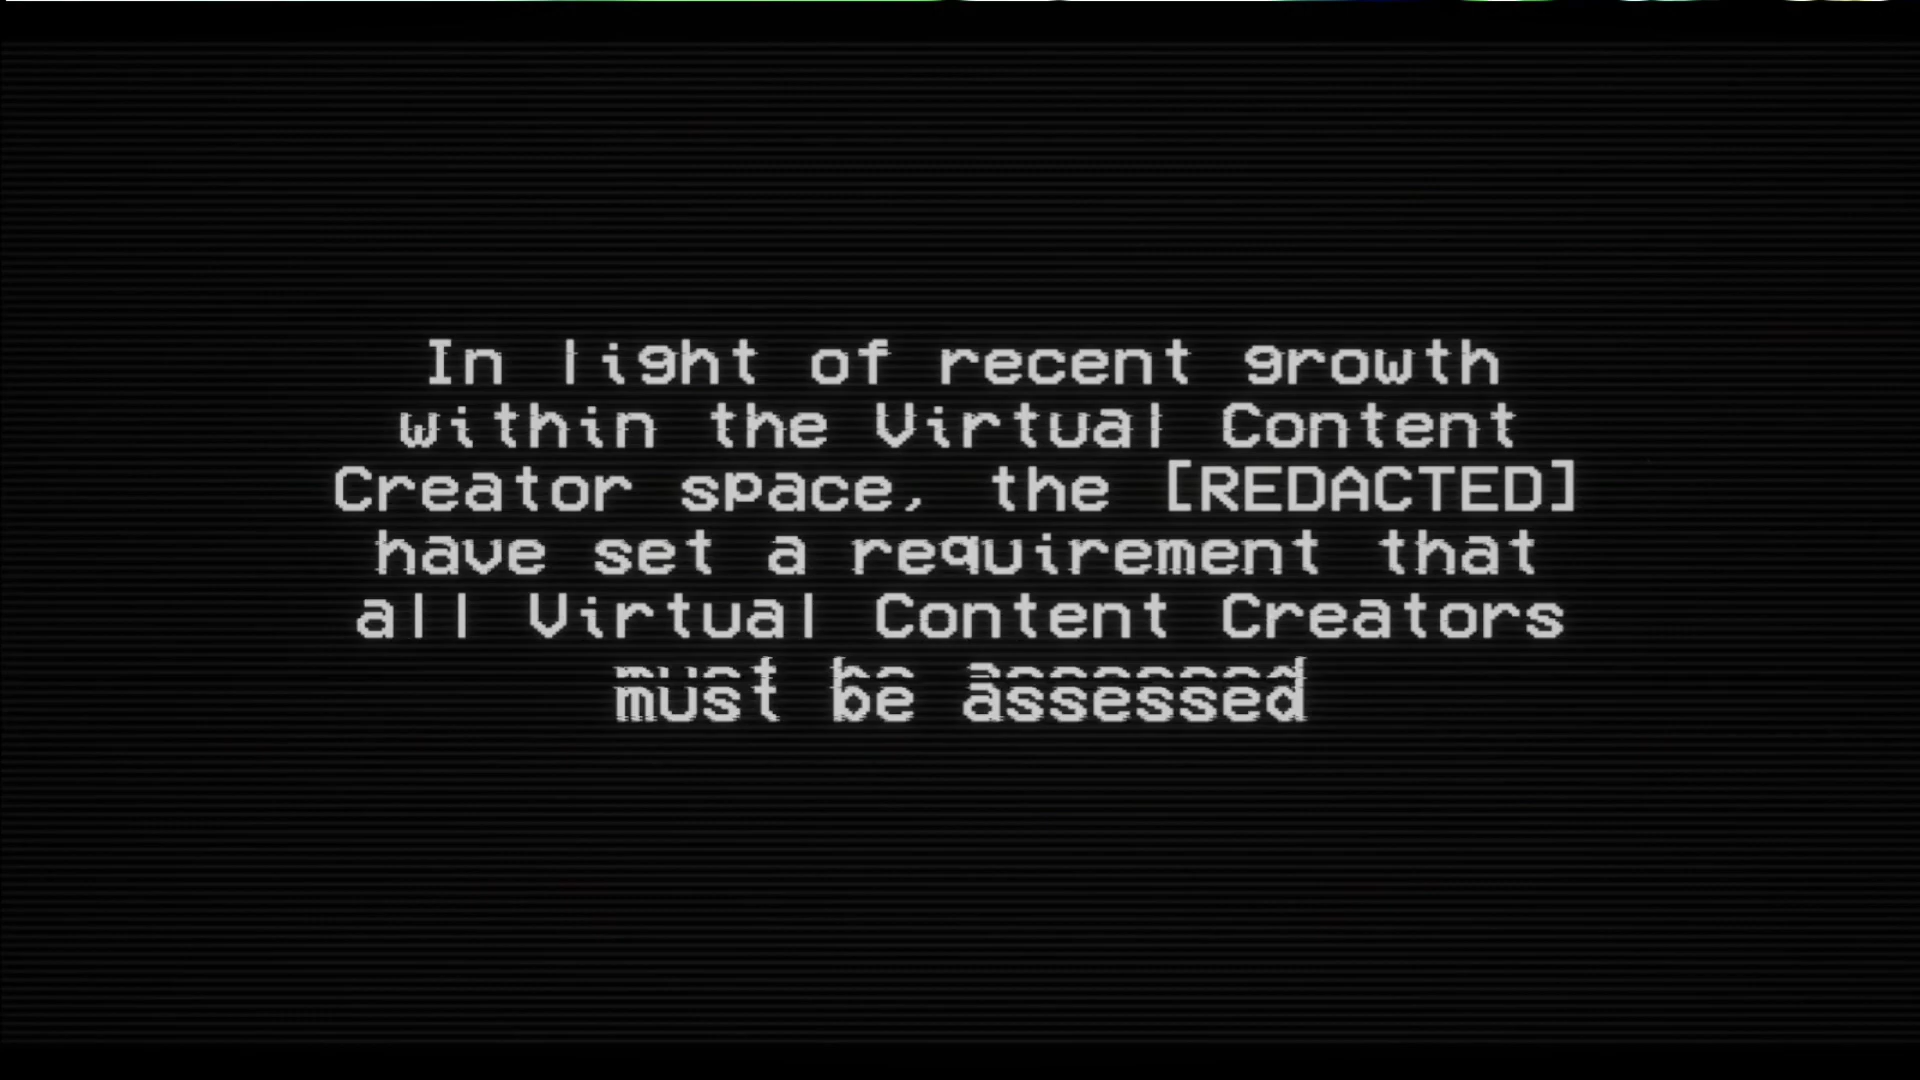 In light of recent growth
within the Virtual Content
Creator space, the [REDACTED]
have set a requirement that
all Virtual Content Creators
must be assessed